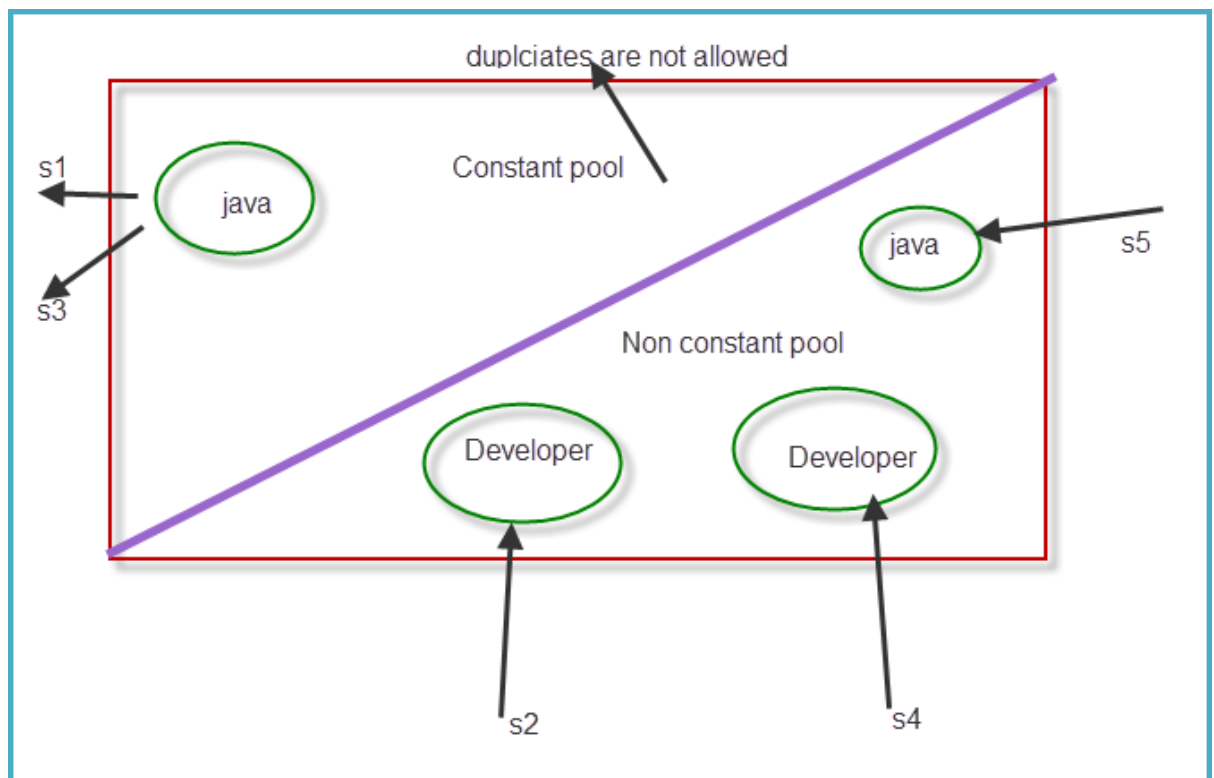 duplciates are not allowed
Constant pool
s1
java
java
s5
s3
Non constant pool
Developer
Developer
s2
s4